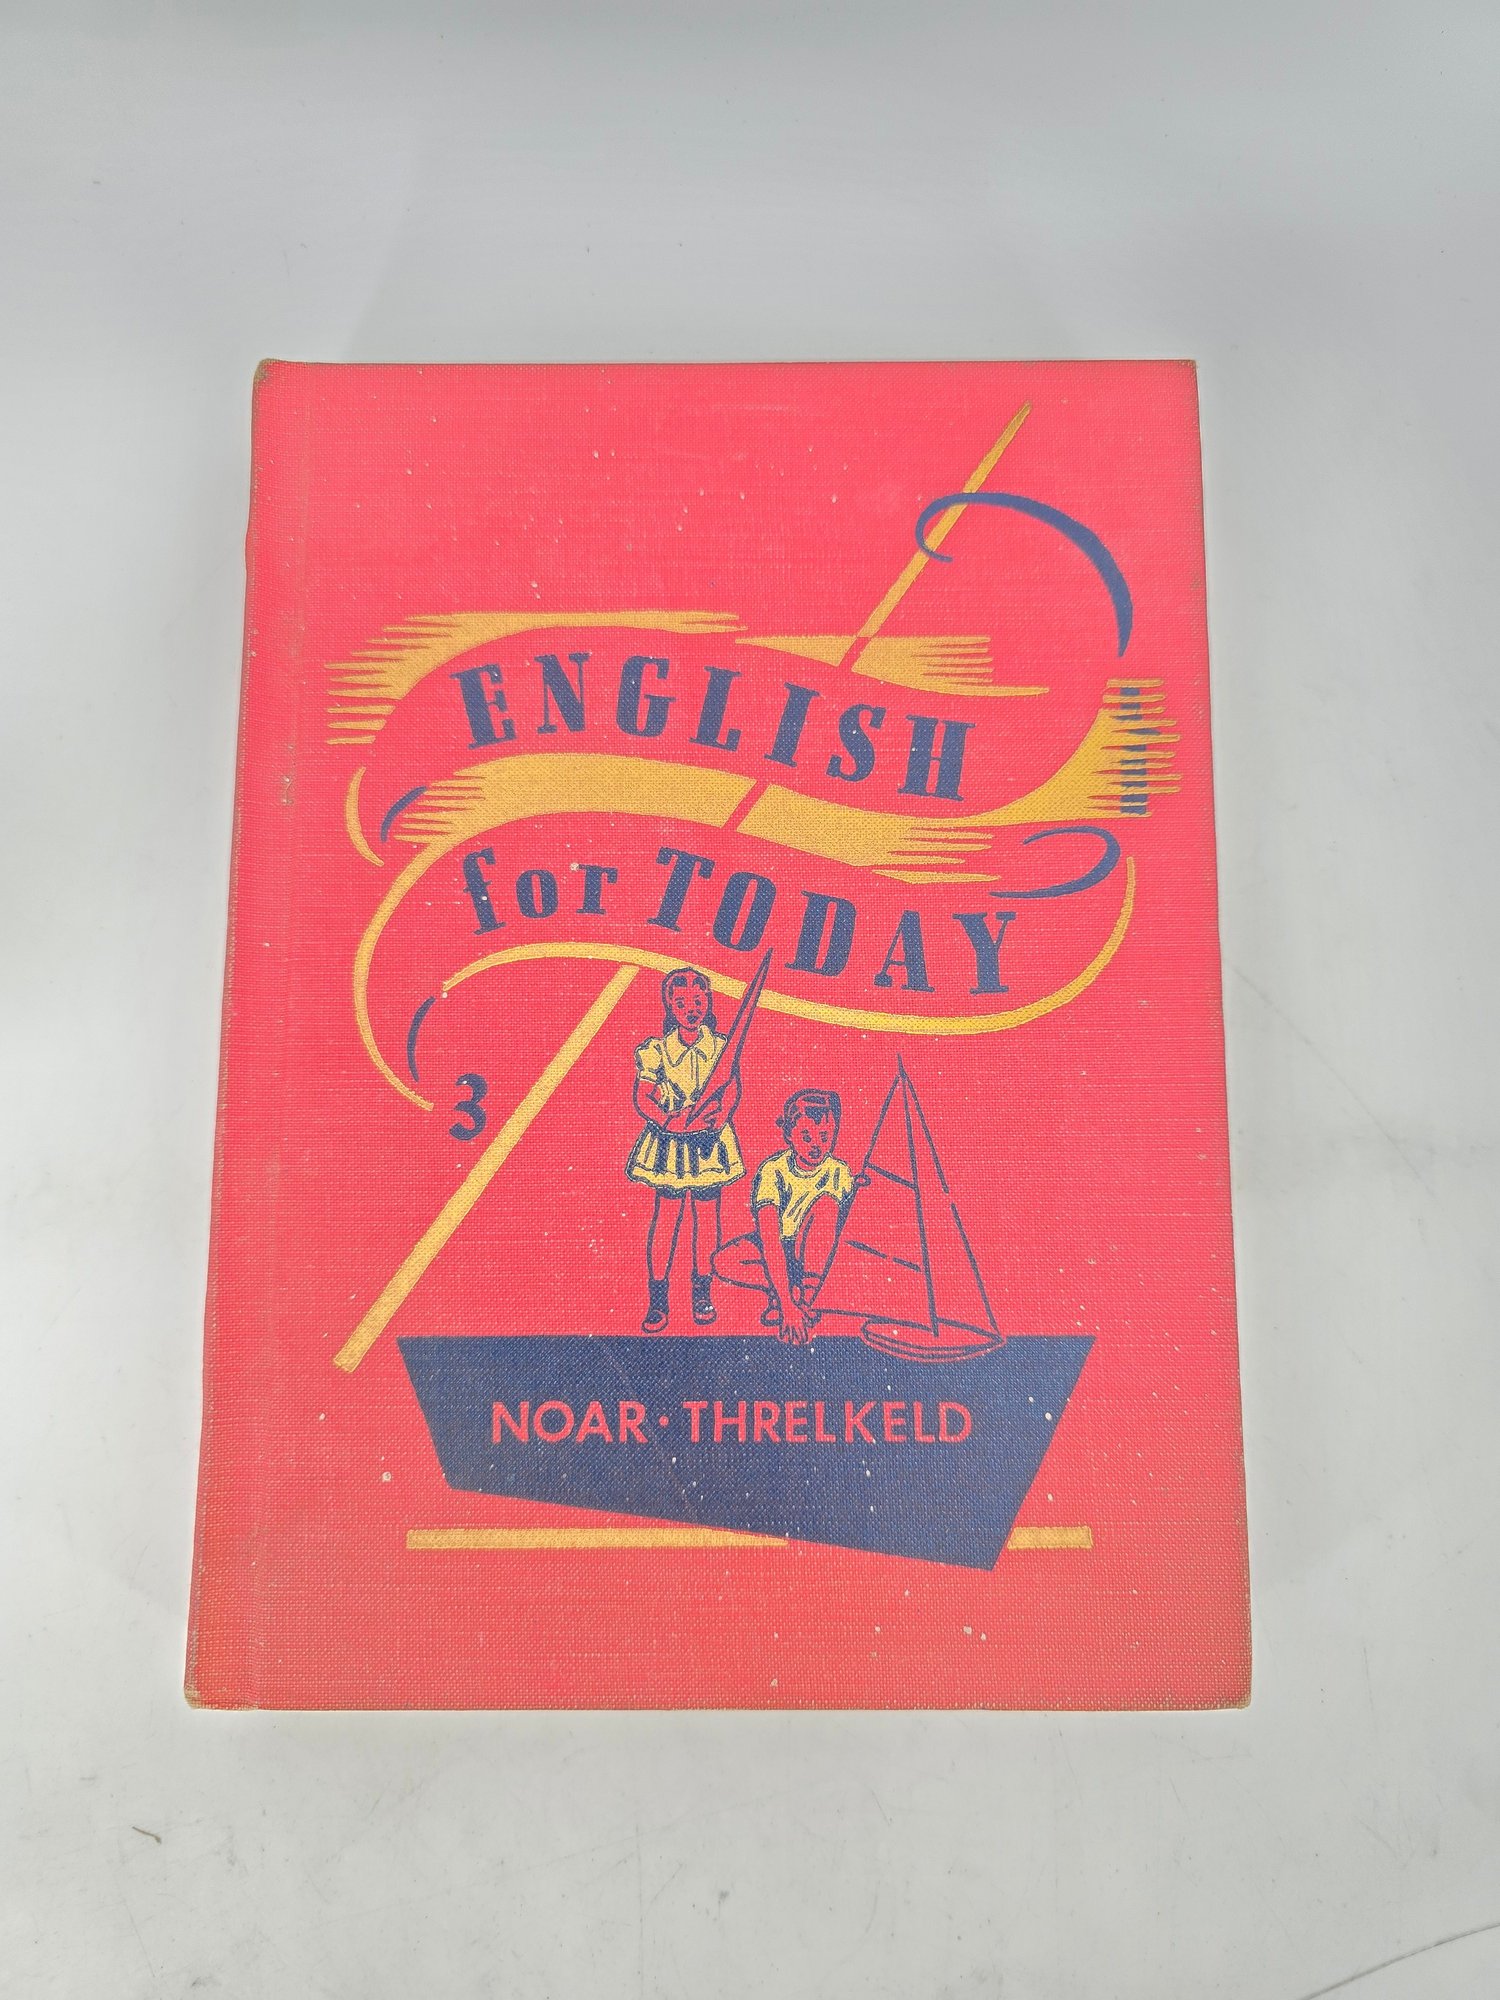 ENGLISH
for TODAY
3
NOAR · THRELKELD